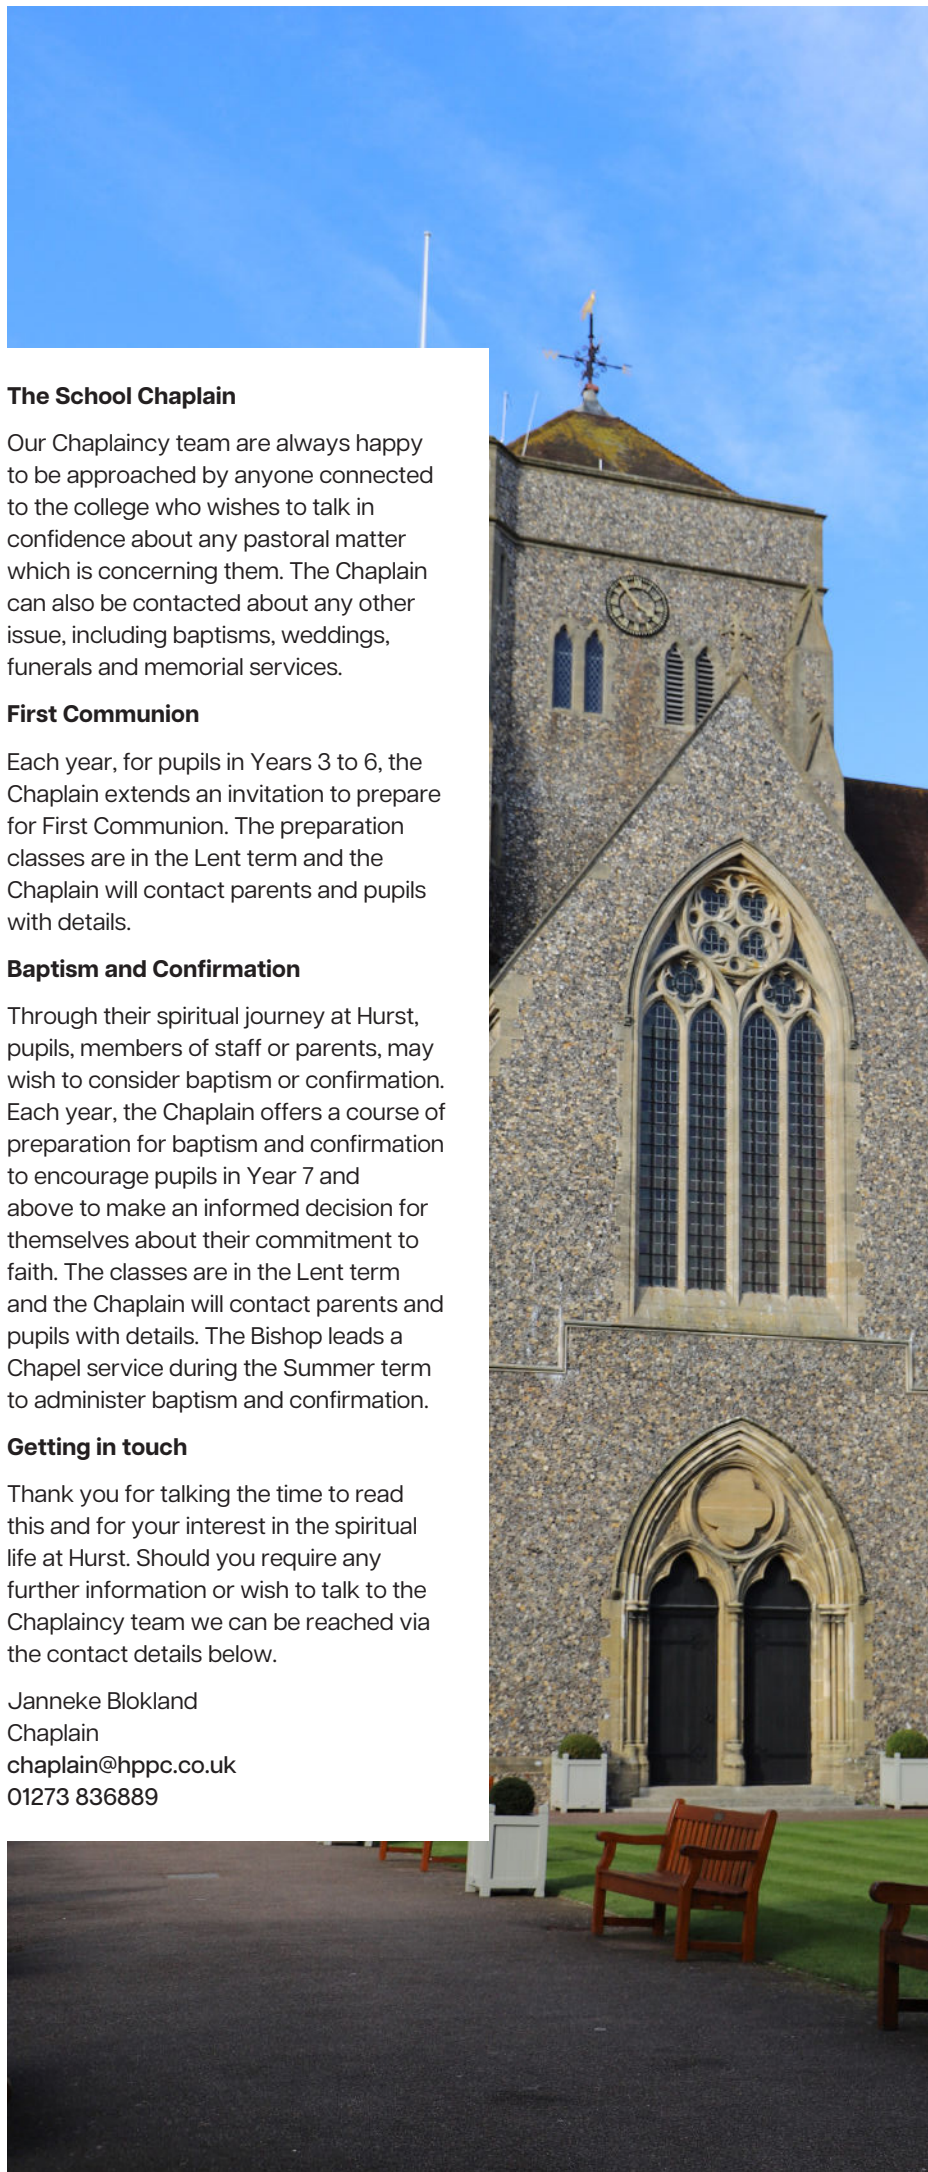 The School Chaplain
Our Chaplaincy team are always happy
to be approached by anyone connected
to the college who wishes to talk in
confidence about any pastoral matter
which is concerning them. The Chaplain
can also be contacted about any other
issue, including baptisms, weddings,
funerals and memorial services.
First Communion
Each year, for pupils in Years 3 to 6, the
Chaplain extends an invitation to prepare
for First Communion. The preparation
classes are in the Lent term and the
Chaplain will contact parents and pupils
with details.
Baptism and Confirmation
Through their spiritual journey at Hurst,
pupils, members of staff or parents, may
wish to consider baptism or confirmation.
Each year, the Chaplain offers a course of
preparation for baptism and confirmation
to encourage pupils in Year 7 and
above to make an informed decision for
themselves about their commitment to
faith. The classes are in the Lent term
and the Chaplain will contact parents and
pupils with details. The Bishop leads a
Chapel service during the Summer term
to administer baptism and confirmation.
Getting in touch
Thank you for talking the time to read
this and for your interest in the spiritual
life at Hurst. Should you require any
further information or wish to talk to the
Chaplaincy team we can be reached via
the contact details below.
Janneke Blokland
Chaplain
chaplain@hppc.co.uk
01273 836889